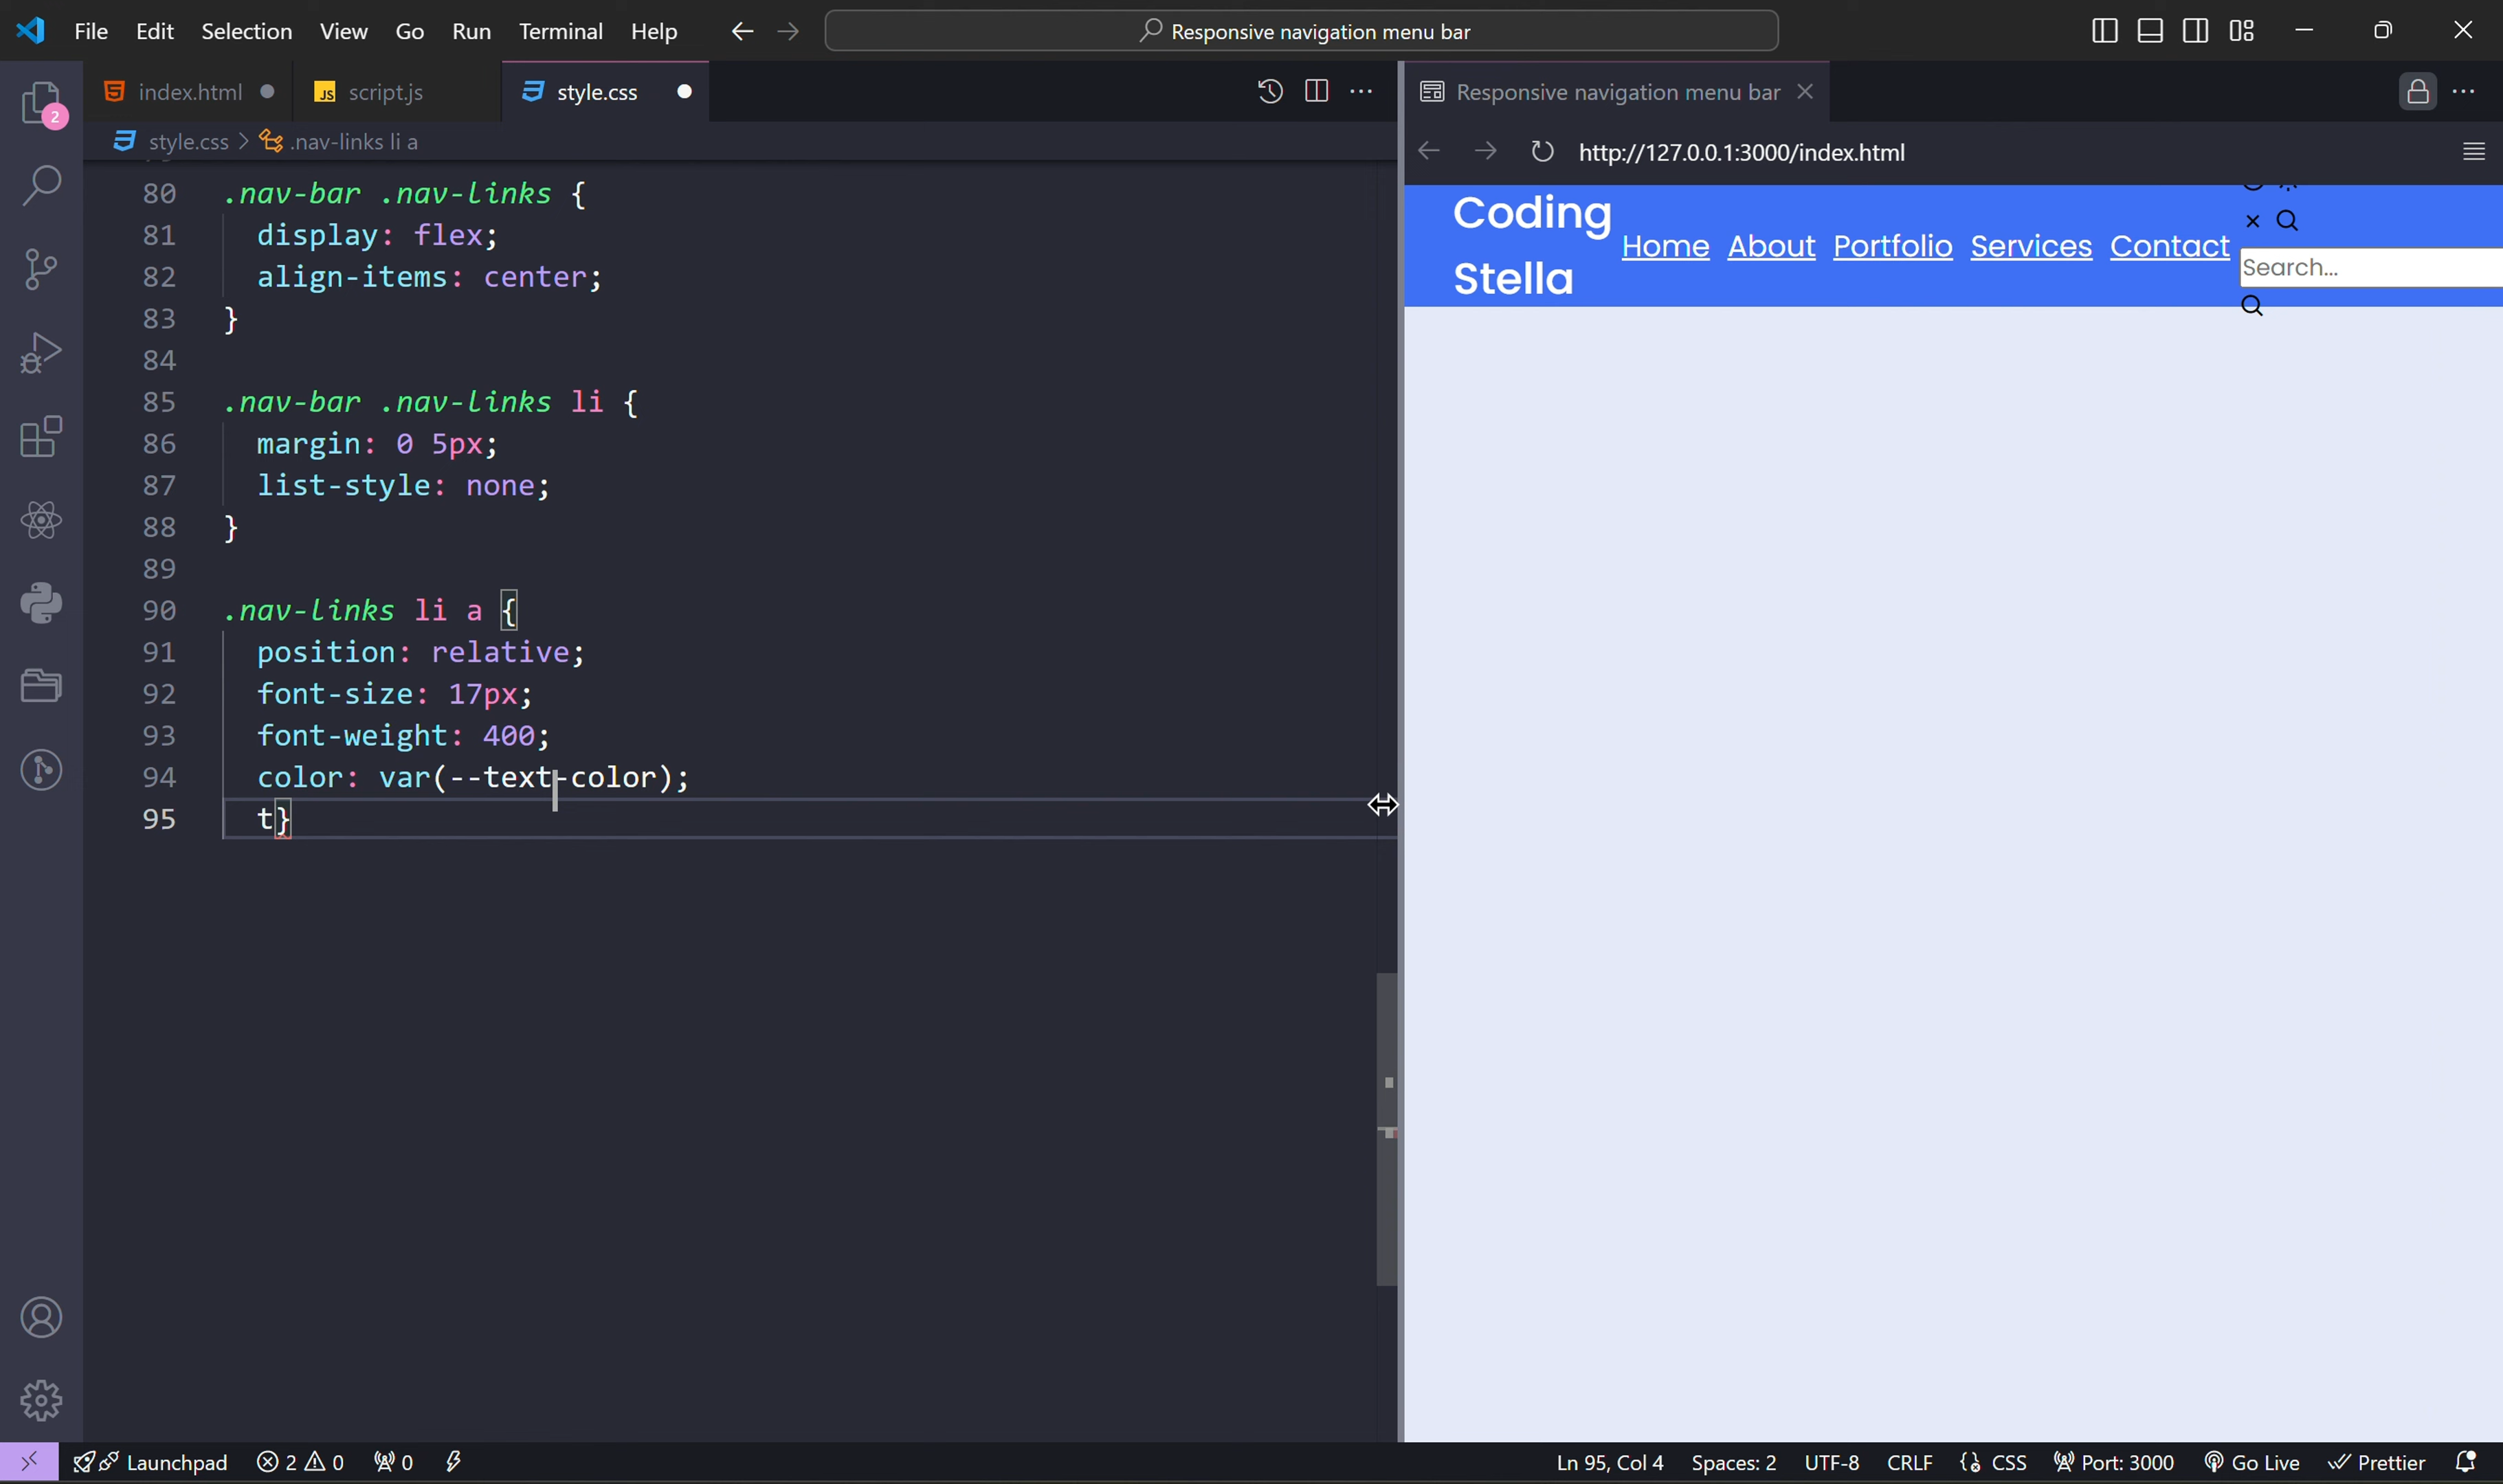 File Edit Selection View Go Run Terminal Help
Responsive navigation menu bar
2
index.html
JS script.js
style.css
style.css > .nav-links li a
80 .nav-bar .nav-links {
81 display: flex;
82 align-items: center;
83 }
84
85 .nav-bar .nav-links li {
86 margin: 0 5px;
87 list-style: none;
88 }
89
90 .nav-links li a {
91 position: relative;
92 font-size: 17px;
93 font-weight: 400;
94 color: var(--text-color);
95 t}
Responsive navigation menu bar
http://127.0.0.1:3000/index.html
Coding
Stella
Home About Portfolio Services Contact
Search...
Launchpad 2 0 0
Ln 95, Col 4 Spaces: 2 UTF-8 CRLF CSS Port: 3000 Go Live Prettier